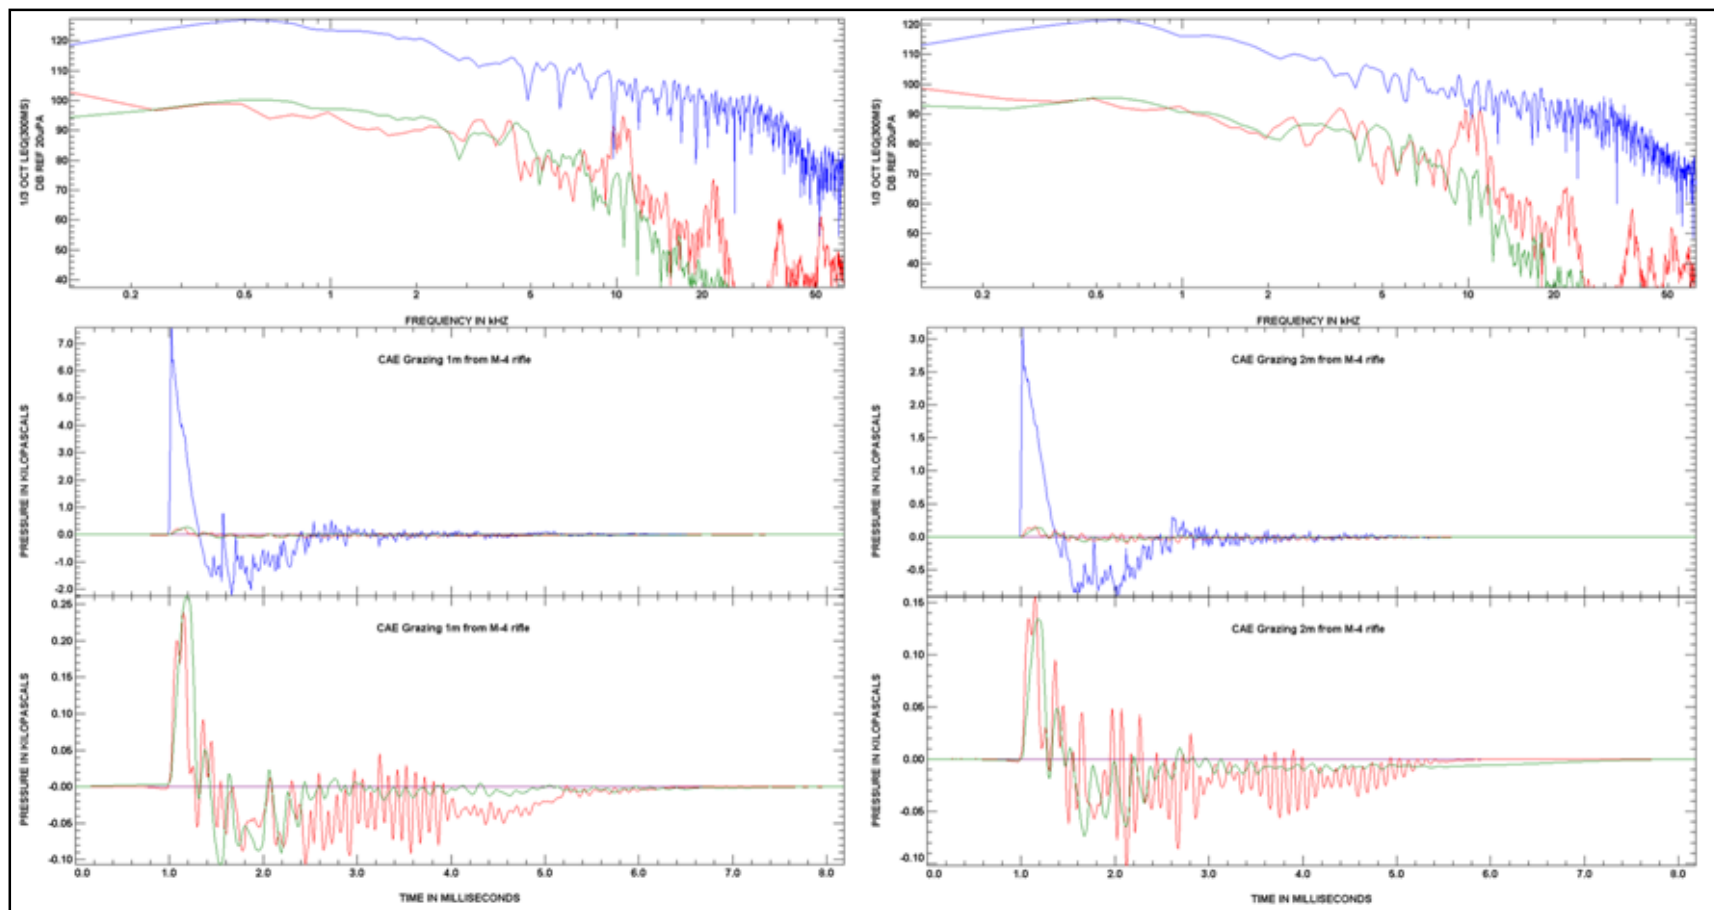 1/3 OCT LEQ(300MS)
DB REF 20uPA
120
110
100
90
80
70
60
50
40
0.2 0.5 1 2 5 10 20 50
FREQUENCY IN kHZ
1/3 OCT LEQ(300MS)
DB REF 20uPA
120
110
100
90
80
70
60
50
40
0.2 0.5 1 2 5 10 20 50
FREQUENCY IN kHZ
PRESSURE IN KILOPASCALS
CAE Grazing 1m from M-4 rifle
7.0
6.0
5.0
4.0
3.0
2.0
1.0
0.0
-1.0
-2.0
PRESSURE IN KILOPASCALS
CAE Grazing 2m from M-4 rifle
3.0
2.5
2.0
1.5
1.0
0.5
0.0
-0.5
PRESSURE IN KILOPASCALS
CAE Grazing 1m from M-4 rifle
0.25
0.20
0.15
0.10
0.05
-0.00
-0.05
-0.10
0.0 1.0 2.0 3.0 4.0 5.0 6.0 7.0 8.0
TIME IN MILLISECONDS
PRESSURE IN KILOPASCALS
CAE Grazing 2m from M-4 rifle
0.15
0.10
0.05
0.00
-0.05
-0.10
0.0 1.0 2.0 3.0 4.0 5.0 6.0 7.0 8.0
TIME IN MILLISECONDS